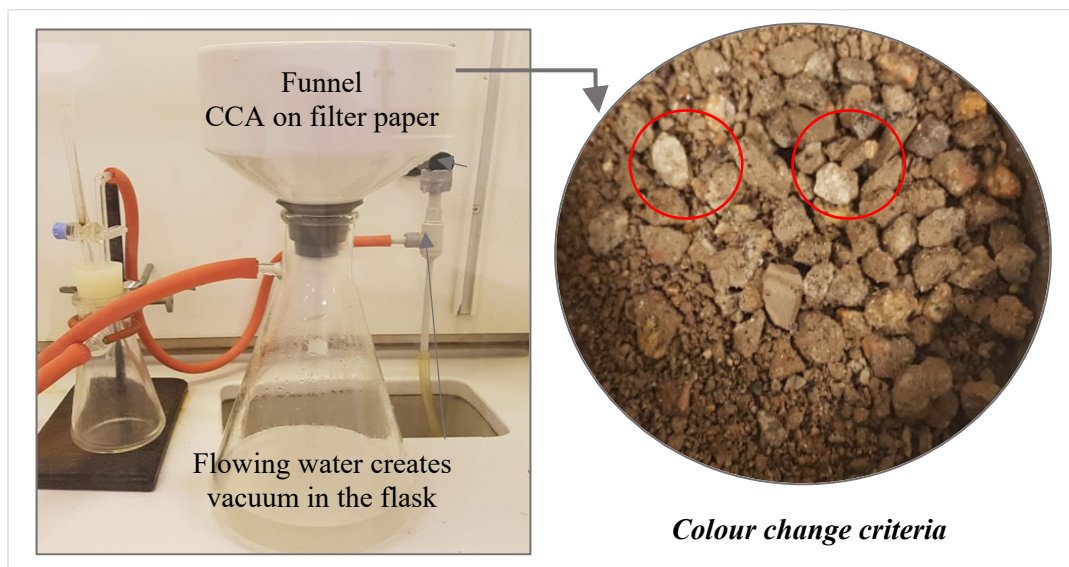 Funnel
CCA on filter paper
Flowing water creates
vacuum in the flask
Colour change criteria